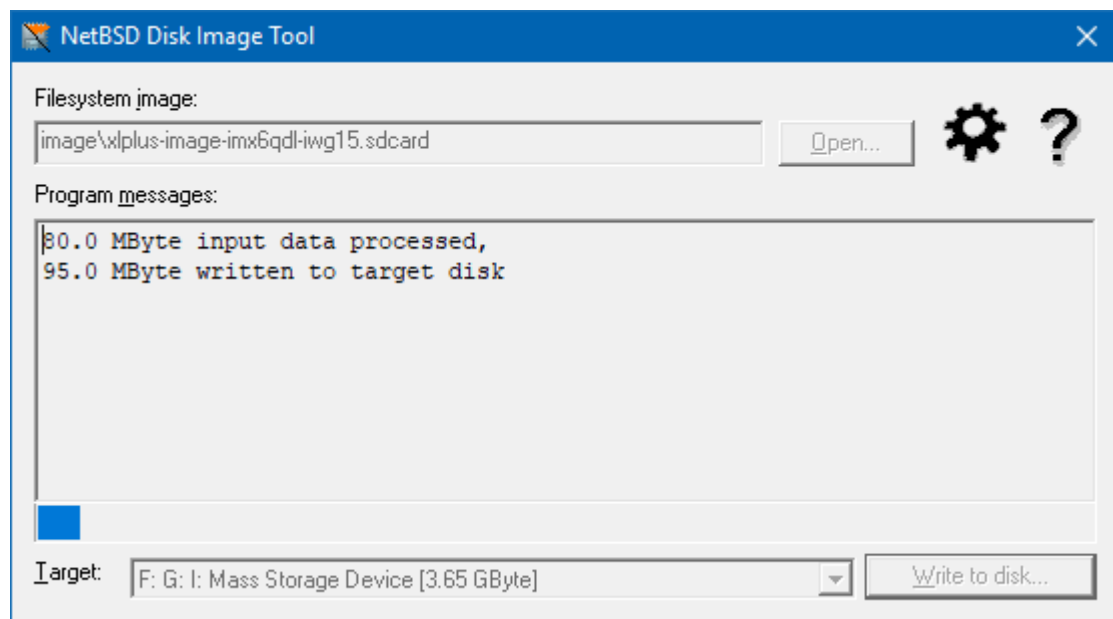 NetBSD Disk Image Tool
Filesystem image:
image\xlplus-image-imx6qdl-iwg15.sdcard
Open...
?
Program messages:
80.0 MByte input data processed,
95.0 MByte written to target disk
Target:
F: G: I: Mass Storage Device [3.65 GByte]
Write to disk...